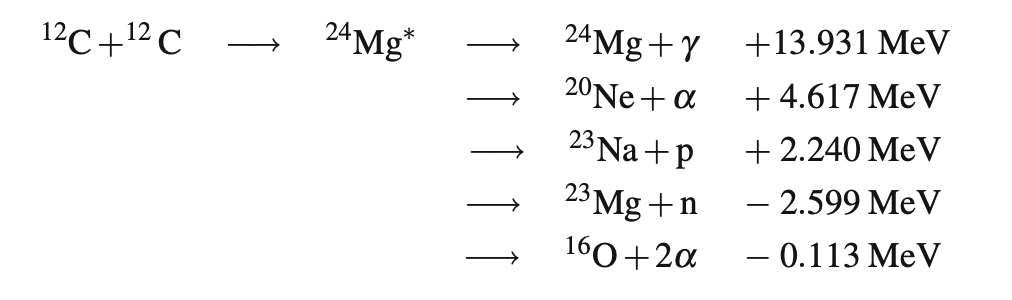 ¹²C+¹²C ⟶ ²⁴Mg* ⟶ ²⁴Mg+γ +13.931 MeV
⟶ ²⁰Ne+α +4.617 MeV
⟶ ²³Na+p +2.240 MeV
⟶ ²³Mg+n −2.599 MeV
⟶ ¹⁶O+2α −0.113 MeV